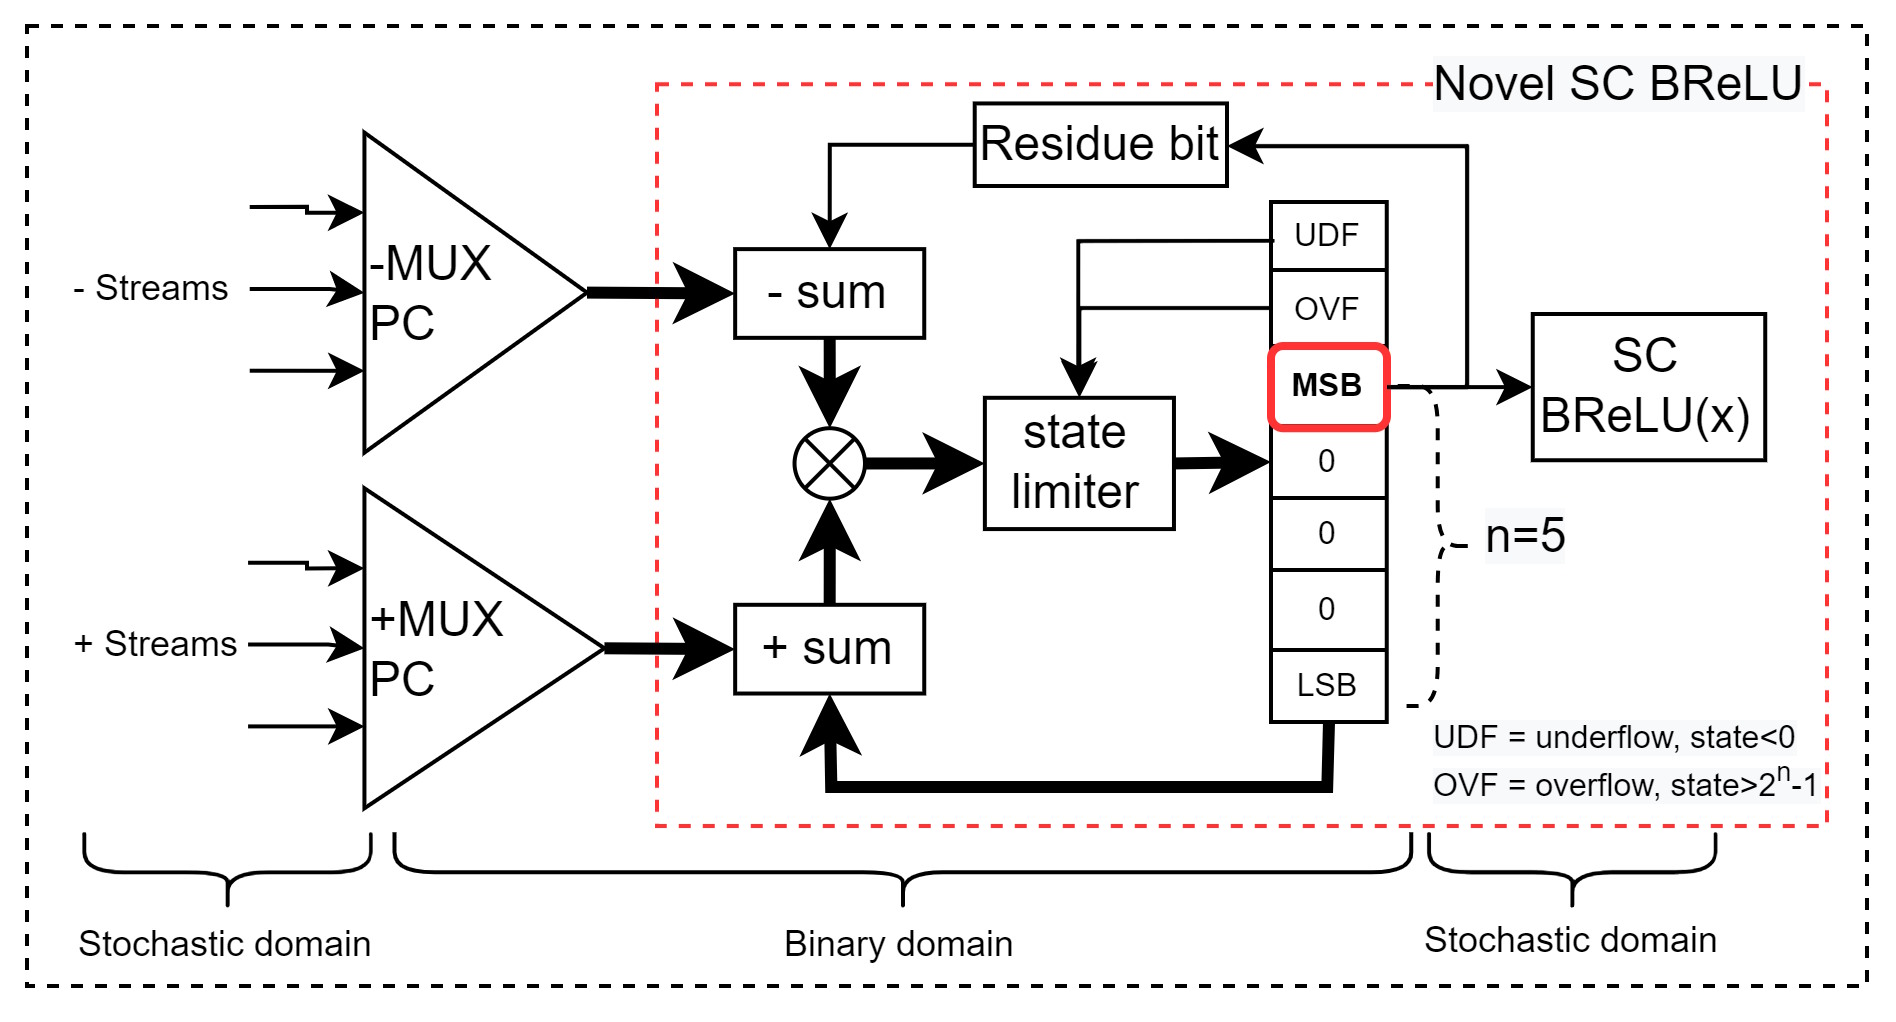 Novel SC BReLU
Residue bit
UDF
- Streams
-MUX
PC
- sum
OVF
MSB
SC
BReLU(x)
state
limiter
0
0
n=5
0
+ Streams
+MUX
PC
+ sum
LSB
UDF = underflow, state<0
OVF = overflow, state>2^n-1
Stochastic domain
Binary domain
Stochastic domain